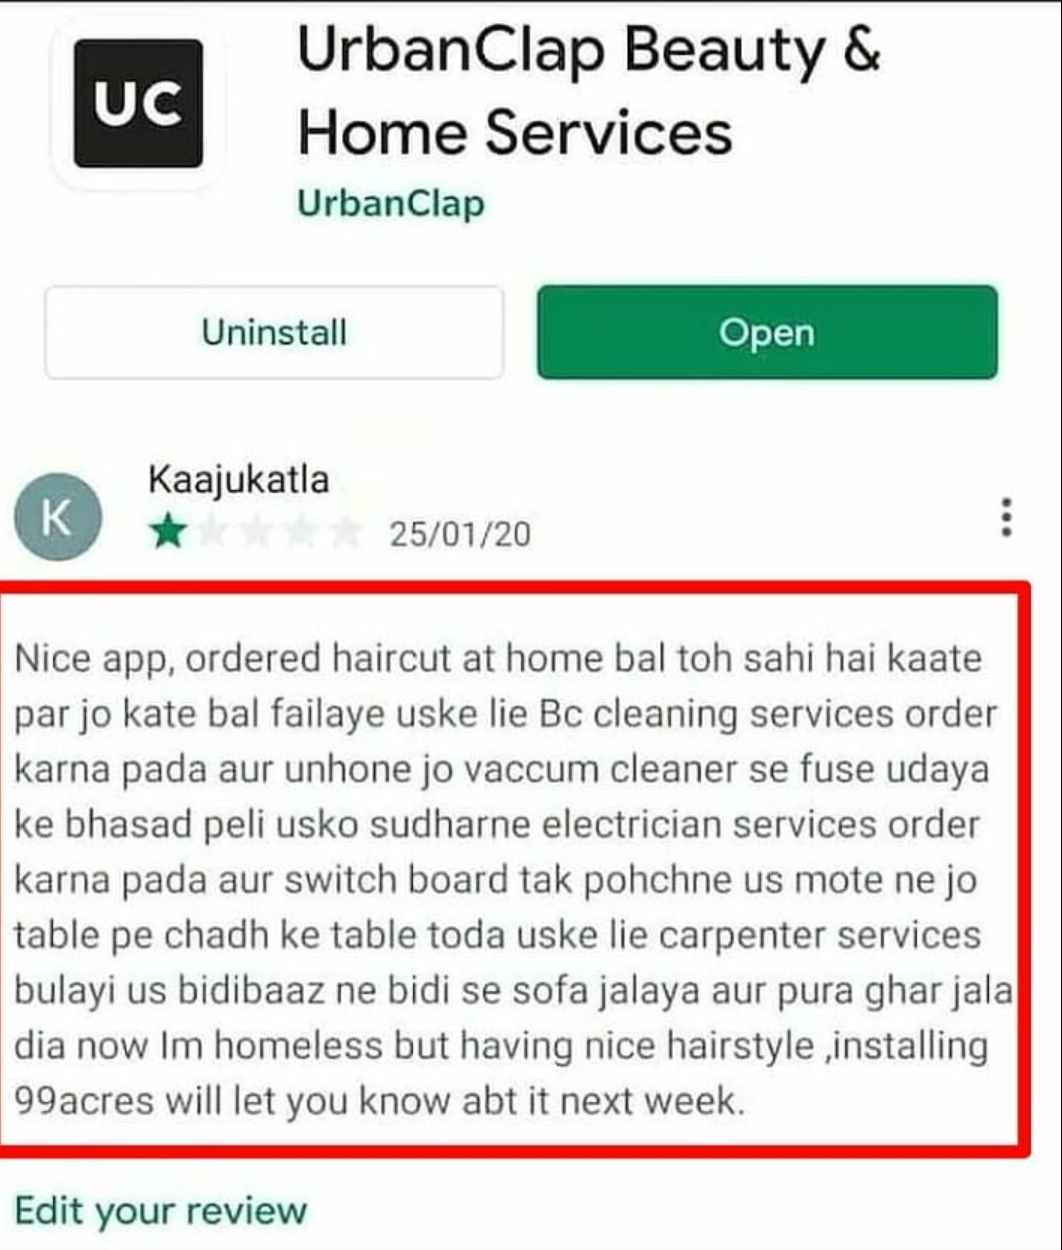 UC
UrbanClap Beauty &
Home Services
UrbanClap
Uninstall
Open
K
Kaajukatla
25/01/20
Nice app, ordered haircut at home bal toh sahi hai kaate
par jo kate bal failaye uske lie Bc cleaning services order
karna pada aur unhone jo vaccum cleaner se fuse udaya
ke bhasad peli usko sudharne electrician services order
karna pada aur switch board tak pohchne us mote ne jo
table pe chadh ke table toda uske lie carpenter services
bulayi us bidibaaz ne bidi se sofa jalaya aur pura ghar jala
dia now Im homeless but having nice hairstyle ,installing
99acres will let you know abt it next week.
Edit your review